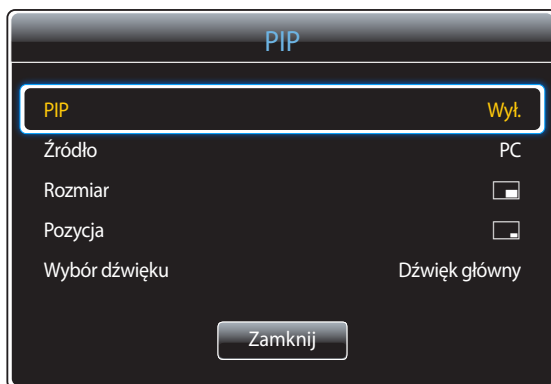 PIP
PIP Wył.
Źródło PC
Rozmiar
Pozycja
Wybór dźwięku Dźwięk główny
Zamknij